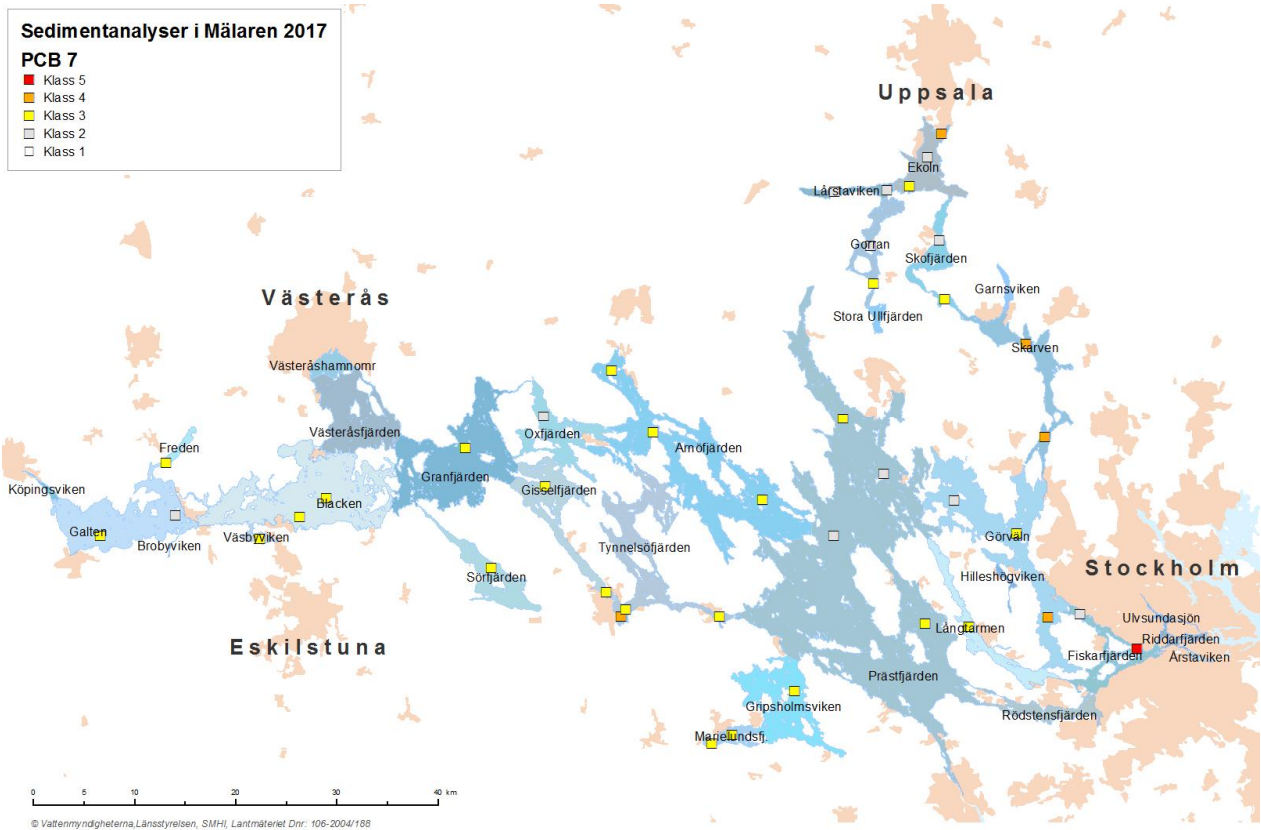 Sedimentanalyser i Mälaren 2017
PCB 7
Klass 5
Klass 4
Klass 3
Klass 2
Klass 1
Uppsala
Ekoln
Lårstaviken
Gorran
Skofjärden
Garnsviken
Stora Ullfjärden
Skarven
Västerås
Västeråshamnomr
Västeråsfjärden
Oxfjärden
Arnöfjärden
Freden
Granfjärden
Gisselfjärden
Köpingsviken
Blacken
Galten
Brobyviken
Väsbyviken
Tynnelsöfjärden
Görväln
Sörfjärden
Hilleshögviken
Stockholm
Ulvsundasjön
Riddarfjärden
Långtarmen
Fiskarfjärden
Årstaviken
Eskilstuna
Prästfjärden
Gripsholmsviken
Rödstensfjärden
Marielundsfj.
0 5 10 20 30 40 km
© Vattenmyndigheterna,Länsstyrelsen, SMHI, Lantmäteriet Dnr: 106-2004/188